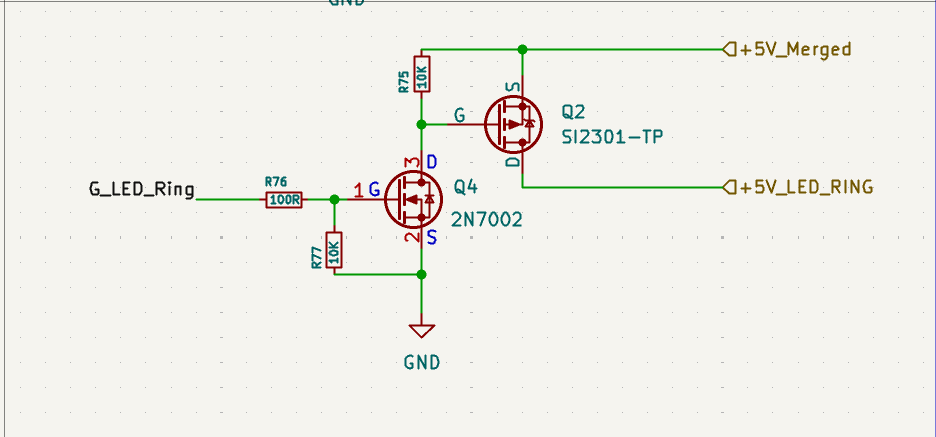 GND
+5V_Merged
R75
10K
S
G
Q2
SI2301-TP
D
3
D
G_LED_Ring
R76
100R
1
G
Q4
2N7002
+5V_LED_RING
R77
10K
2
S
GND